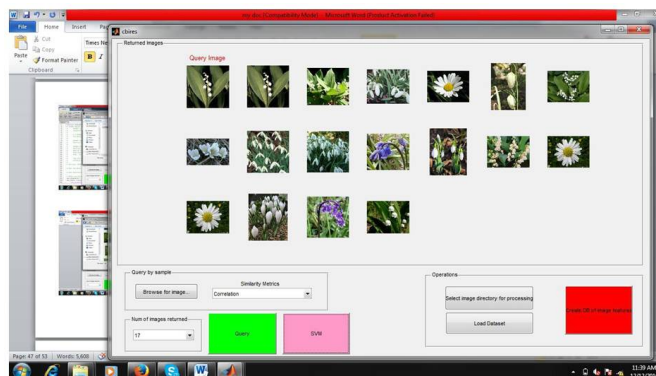 my doc [Compatibility Mode] - Microsoft Word (Product Activation Failed)
File Home Insert
Cut
Copy
Format Painter
Paste
Clipboard
Times Ne
B I
cbires
Returned Images
Query Image
Query by sample
Browse for image...
Similarity Metrics
Correlation
Num of images returned
17
Query
SVM
Operations
Select image directory for processing
Load Dataset
Create DB of image features
Page: 47 of 53 Words: 5,608
11:39 AM